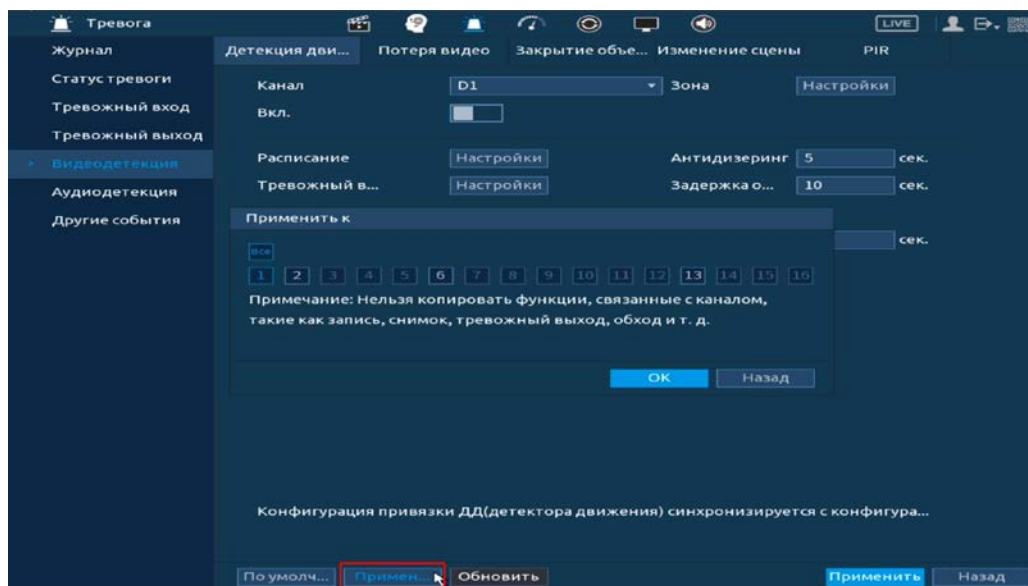 Тревога LIVE
Журнал
Статус тревоги
Тревожный вход
Тревожный выход
Видеодетекция
Аудиодетекция
Другие события
Детекция дви... Потеря видео Закрытие объе... Изменение сцены PIR
Канал D1 Зона Настройки
Вкл.
Расписание Настройки Антидизеринг 5 сек.
Тревожный в... Настройки Задержка о... 10 сек.
сек.
Применить к
Все
1 2 3 4 5 6 7 8 9 10 11 12 13 14 15 16
Примечание: Нельзя копировать функции, связанные с каналом,
такие как запись, снимок, тревожный выход, обход и т. д.
OK Назад
Конфигурация привязки ДД(детектора движения) синхронизируется с конфигура...
По умолч... Примен... Обновить Применить Назад